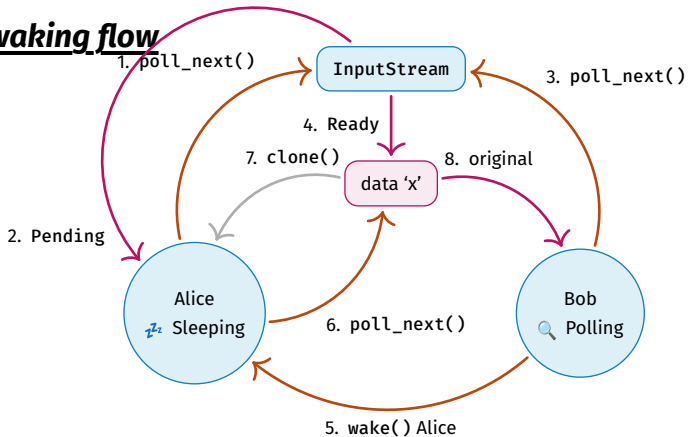 waking flow
1. poll_next()
InputStream
3. poll_next()
4. Ready
7. clone()
8. original
data ‘x’
2. Pending
Alice
💤 Sleeping
Bob
🔍 Polling
6. poll_next()
5. wake() Alice